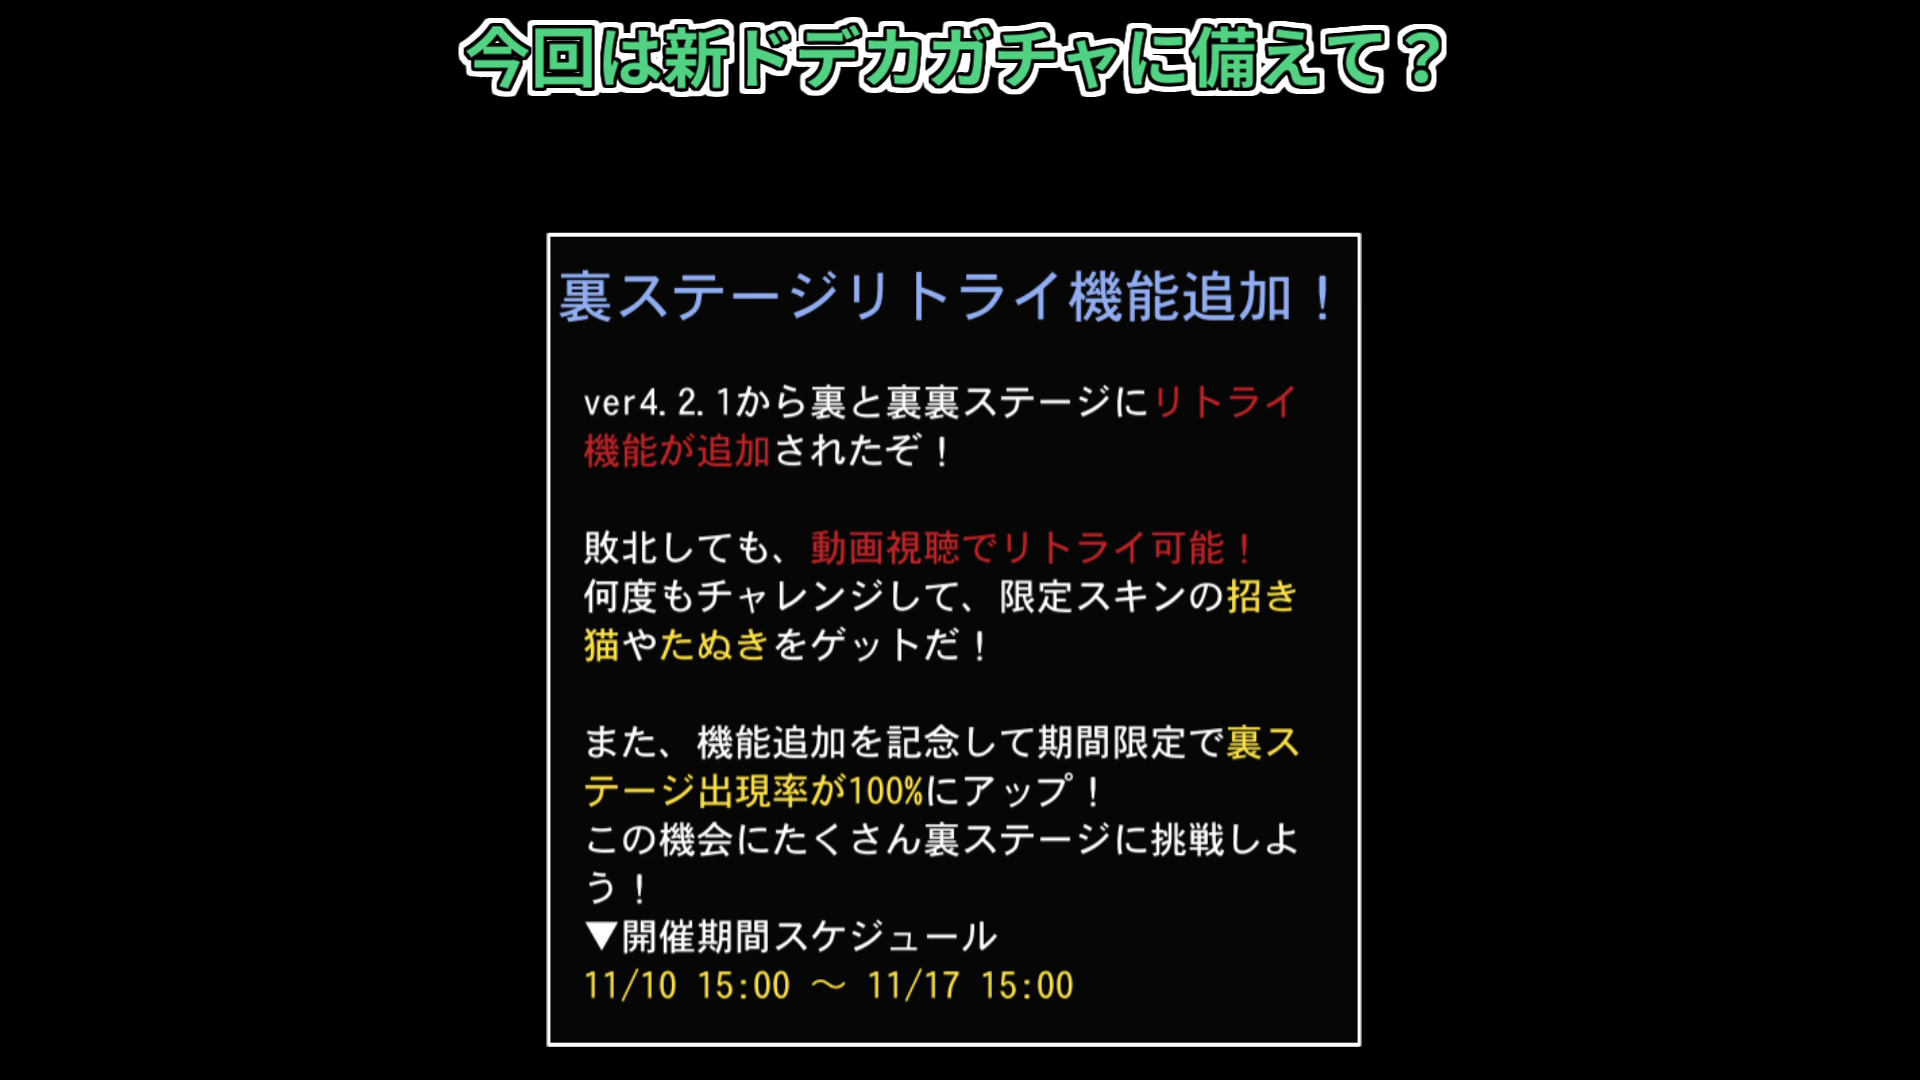 今回は新ドデカガチャに備えて？
裏ステージリトライ機能追加！
ver4.2.1から裏と裏裏ステージにリトライ
機能が追加されたぞ！
敗北しても、動画視聴でリトライ可能！
何度もチャレンジして、限定スキンの招き
猫やたぬきをゲットだ！
また、機能追加を記念して期間限定で裏ス
テージ出現率が100%にアップ！
この機会にたくさん裏ステージに挑戦しよ
う！
▼開催期間スケジュール
11/10 15:00 ～ 11/17 15:00